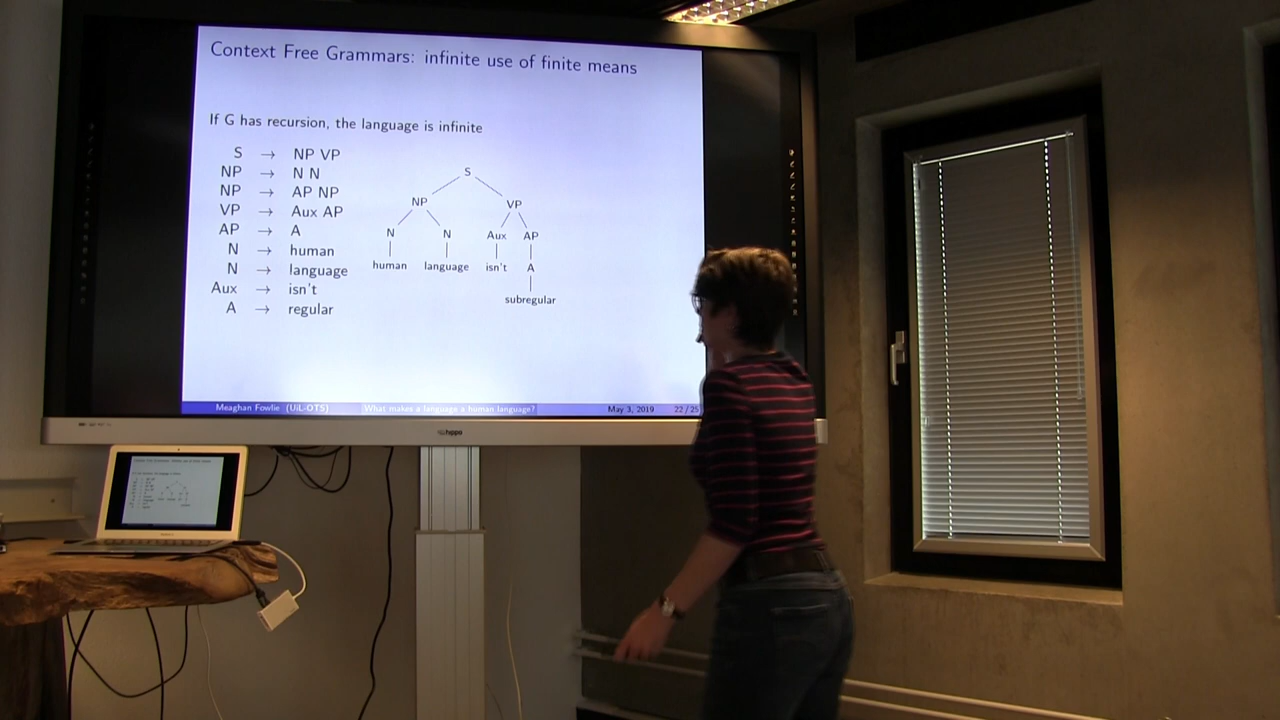 Context Free Grammars: infinite use of finite means
If G has recursion, the language is infinite
S → NP VP
NP → N N
NP → AP NP
VP → Aux AP
AP → A
N → human
N → language
Aux → isn't
A → regular
S
NP VP
N N Aux AP
human language isn't A
subregular
Meaghan Fowlie (UiL-OTS) What makes a language a human language? May 3, 2019 22 / 25
hippo